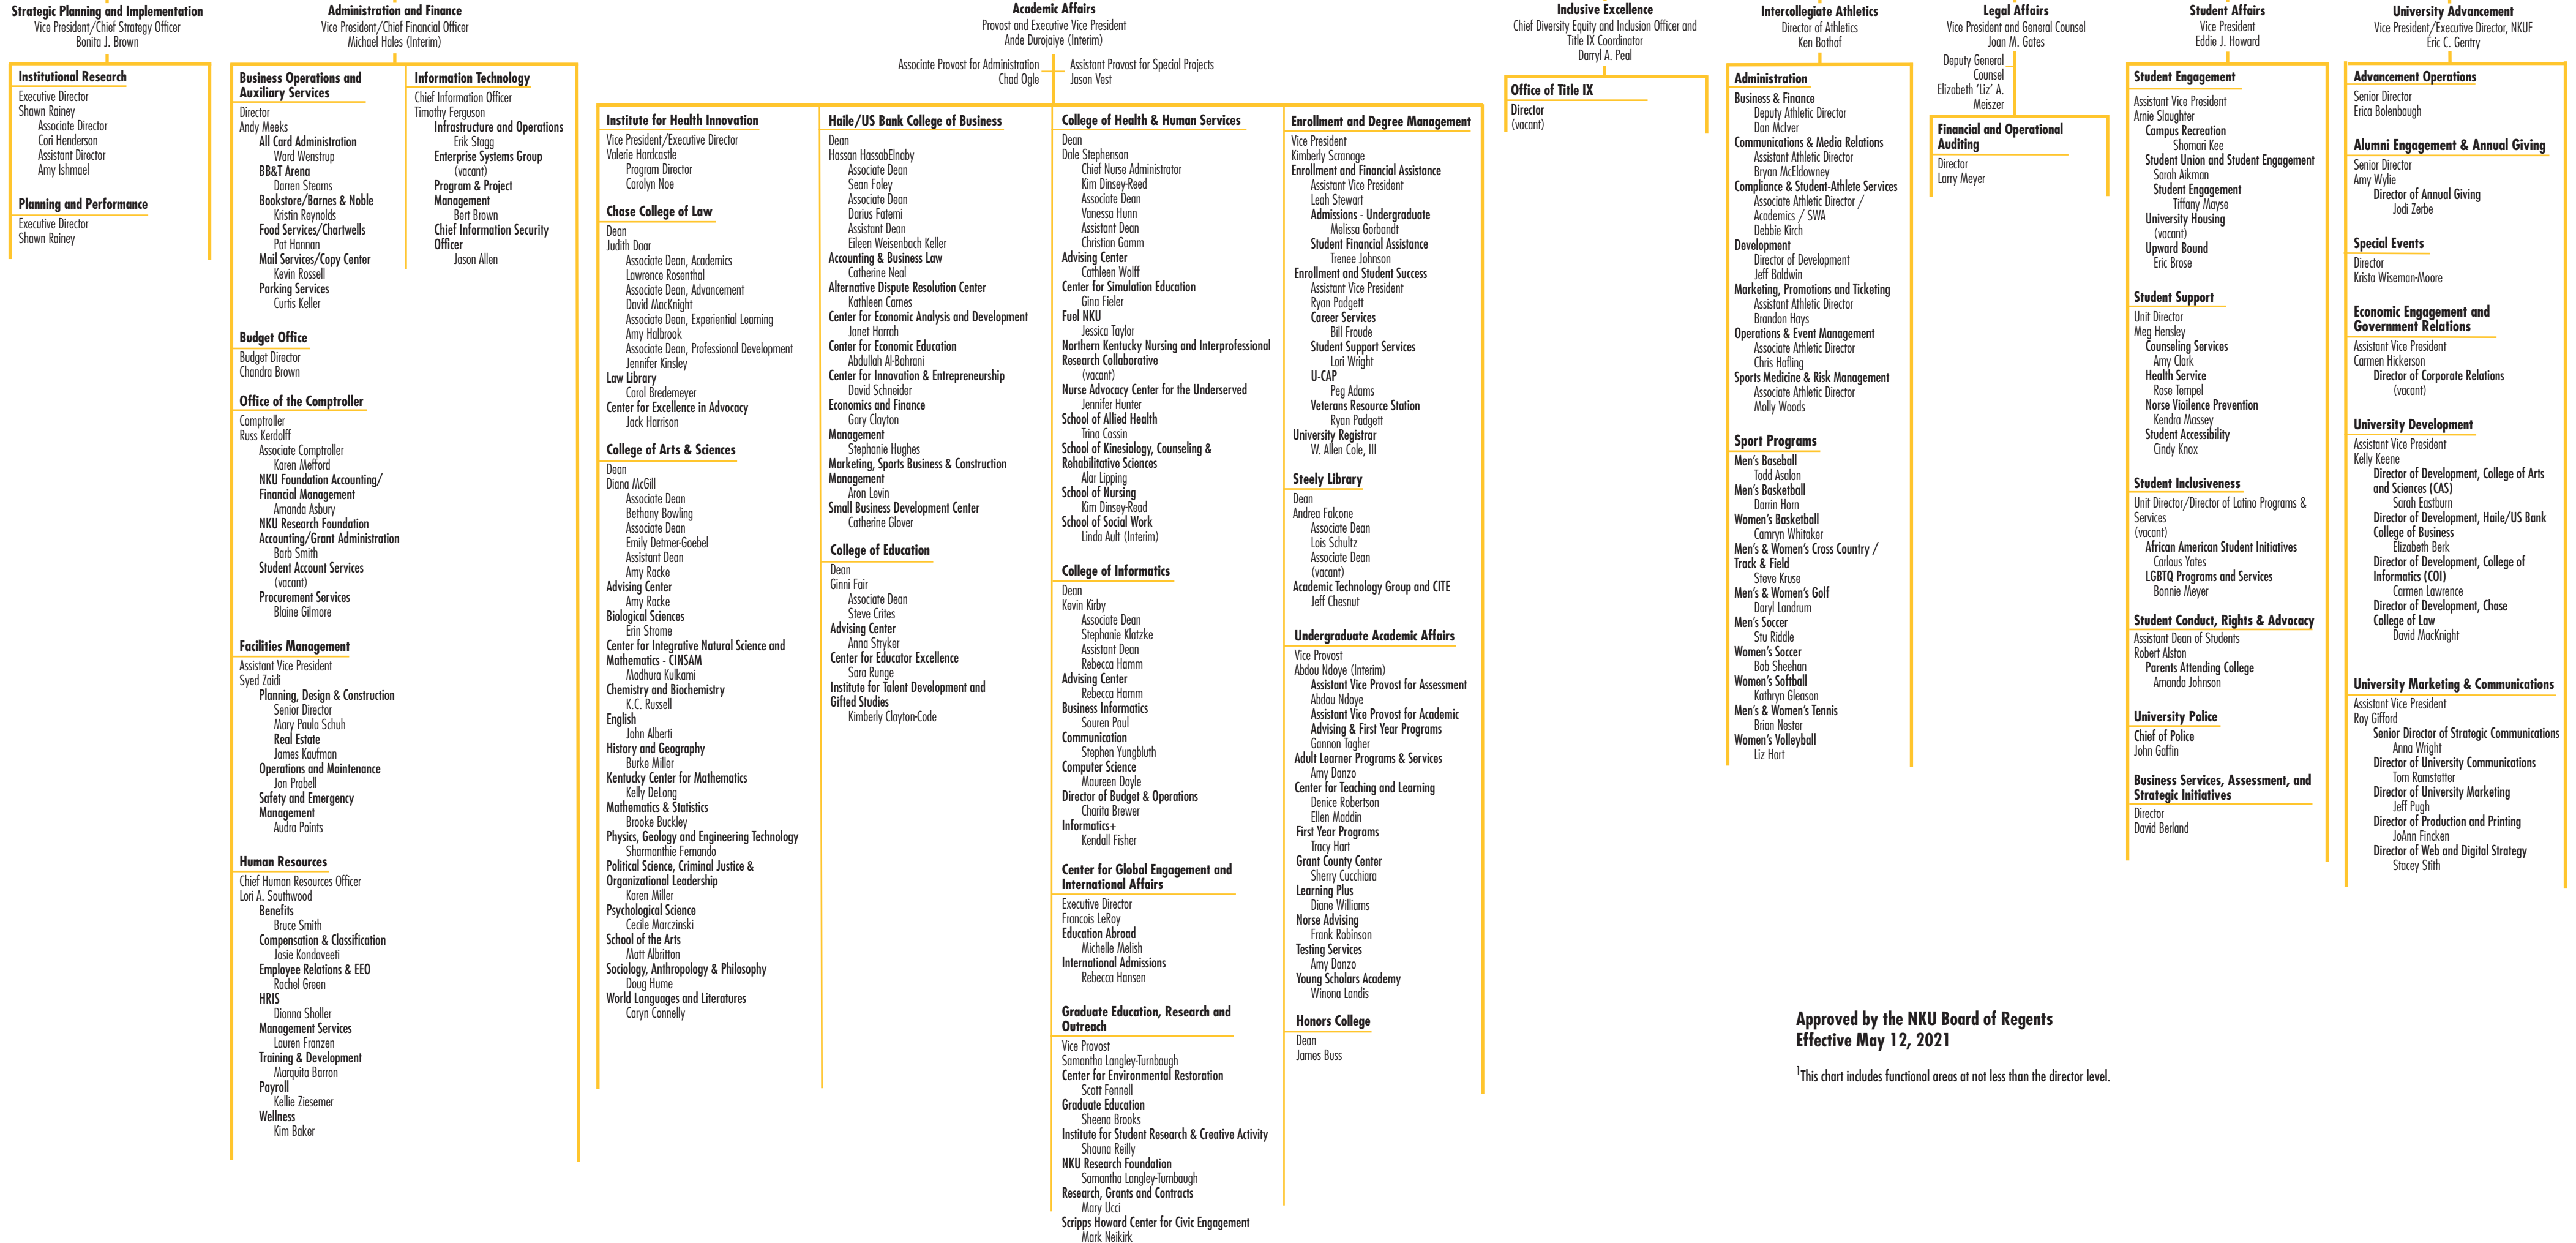 Strategic Planning and Implementation
Vice President/Chief Strategy Officer
Bonita J. Brown
Institutional Research
Executive Director
Shawn Rainey
Associate Director
Cori Henderson
Assistant Director
Amy Ishmael
Planning and Performance
Executive Director
Shawn Rainey
Administration and Finance
Vice President/Chief Financial Officer
Michael Hales (Interim)
Business Operations and
Auxiliary Services
Director
Andy Meeks
All Card Administration
Ward Wenstrup
BB&T Arena
Darren Stearns
Bookstore/Barnes & Noble
Kristin Reynolds
Food Services/Chartwells
Pat Hannan
Mail Services/Copy Center
Kevin Rossell
Parking Services
Curtis Keller
Budget Office
Budget Director
Chandra Brown
Office of the Comptroller
Comptroller
Russ Kerdolff
Associate Comptroller
Karen Mefford
NKU Foundation Accounting/
Financial Management
Amanda Asbury
NKU Research Foundation
Accounting/Grant Administration
Barb Smith
Student Account Services
(vacant)
Procurement Services
Blaine Gilmore
Facilities Management
Assistant Vice President
Syed Zaidi
Planning, Design & Construction
Senior Director
Mary Paula Schuh
Real Estate
James Kaufman
Operations and Maintenance
Jon Prabell
Safety and Emergency
Management
Audra Points
Human Resources
Chief Human Resources Officer
Lori A. Southwood
Benefits
Bruce Smith
Compensation & Classification
Josie Kondaveeti
Employee Relations & EEO
Rachel Green
HRIS
Dionna Sholler
Management Services
Lauren Franzen
Training & Development
Marquita Barron
Payroll
Kellie Ziesemer
Wellness
Kim Baker
Information Technology
Chief Information Officer
Timothy Ferguson
Infrastructure and Operations
Erik Stagg
Enterprise Systems Group
(vacant)
Program & Project
Management
Bert Brown
Chief Information Security
Officer
Jason Allen
Academic Affairs
Provost and Executive Vice President
Ande Durojaiye (Interim)
Associate Provost for Administration
Chad Ogle
Assistant Provost for Special Projects
Jason Vest
Institute for Health Innovation
Vice President/Executive Director
Valerie Hardcastle
Program Director
Carolyn Noe
Chase College of Law
Dean
Judith Daar
Associate Dean, Academics
Lawrence Rosenthal
Associate Dean, Advancement
David MacKnight
Associate Dean, Experiential Learning
Amy Halbrook
Associate Dean, Professional Development
Jennifer Kinsley
Law Library
Carol Bredemeyer
Center for Excellence in Advocacy
Jack Harrison
College of Arts & Sciences
Dean
Diana McGill
Associate Dean
Bethany Bowling
Associate Dean
Emily Detmer-Goebel
Assistant Dean
Amy Racke
Advising Center
Amy Racke
Biological Sciences
Erin Strome
Center for Integrative Natural Science and
Mathematics - CINSAM
Madhura Kulkarni
Chemistry and Biochemistry
K.C. Russell
English
John Alberti
History and Geography
Burke Miller
Kentucky Center for Mathematics
Kelly DeLong
Mathematics & Statistics
Brooke Buckley
Physics, Geology and Engineering Technology
Sharmanthie Fernando
Political Science, Criminal Justice &
Organizational Leadership
Karen Miller
Psychological Science
Cecile Marczinski
School of the Arts
Matt Albritton
Sociology, Anthropology & Philosophy
Doug Hume
World Languages and Literatures
Caryn Connelly
Haile/US Bank College of Business
Dean
Hassan HassabElnaby
Associate Dean
Sean Foley
Associate Dean
Darius Fatemi
Assistant Dean
Eileen Weisenbach Keller
Accounting & Business Law
Catherine Neal
Alternative Dispute Resolution Center
Kathleen Carnes
Center for Economic Analysis and Development
Janet Harrah
Center for Economic Education
Abdullah Al-Bahrani
Center for Innovation & Entrepreneurship
David Schneider
Economics and Finance
Gary Clayton
Management
Stephanie Hughes
Marketing, Sports Business & Construction
Management
Aron Levin
Small Business Development Center
Catherine Glover
College of Education
Dean
Ginni Fair
Associate Dean
Steve Crites
Advising Center
Anna Stryker
Center for Educator Excellence
Sara Runge
Institute for Talent Development and
Gifted Studies
Kimberly Clayton-Code
College of Health & Human Services
Dean
Dale Stephenson
Chief Nurse Administrator
Kim Dinsey-Reed
Associate Dean
Vanessa Hunn
Assistant Dean
Christian Gamm
Advising Center
Cathleen Wolff
Center for Simulation Education
Gina Fieler
Fuel NKU
Jessica Taylor
Northern Kentucky Nursing and Interprofessional
Research Collaborative
(vacant)
Nurse Advocacy Center for the Underserved
Jennifer Hunter
School of Allied Health
Trina Cossin
School of Kinesiology, Counseling &
Rehabilitative Sciences
Alar Lipping
School of Nursing
Kim Dinsey-Read
School of Social Work
Linda Ault (Interim)
College of Informatics
Dean
Kevin Kirby
Associate Dean
Stephanie Klatzke
Assistant Dean
Rebecca Hamm
Advising Center
Rebecca Hamm
Business Informatics
Souren Paul
Communication
Stephen Yungbluth
Computer Science
Maureen Doyle
Director of Budget & Operations
Charita Brewer
Informatics+
Kendall Fisher
Center for Global Engagement and
International Affairs
Executive Director
Francois LeRoy
Education Abroad
Michelle Melish
International Admissions
Rebecca Hansen
Graduate Education, Research and
Outreach
Vice Provost
Samantha Langley-Turnbaugh
Center for Environmental Restoration
Scott Fennell
Graduate Education
Sheena Brooks
Institute for Student Research & Creative Activity
Shauna Reilly
NKU Research Foundation
Samantha Langley-Turnbaugh
Research, Grants and Contracts
Mary Ucci
Scripps Howard Center for Civic Engagement
Mark Neikirk
Enrollment and Degree Management
Vice President
Kimberly Scranage
Enrollment and Financial Assistance
Assistant Vice President
Leah Stewart
Admissions - Undergraduate
Melissa Gorbandt
Student Financial Assistance
Trenee Johnson
Enrollment and Student Success
Assistant Vice President
Ryan Padgett
Career Services
Bill Froude
Student Support Services
Lori Wright
U-CAP
Peg Adams
Veterans Resource Station
Ryan Padgett
University Registrar
W. Allen Cole, III
Steely Library
Dean
Andrea Falcone
Associate Dean
Lois Schultz
Associate Dean
(vacant)
Academic Technology Group and CITE
Jeff Chesnut
Undergraduate Academic Affairs
Vice Provost
Abdou Ndoye (Interim)
Assistant Vice Provost for Assessment
Abdou Ndoye
Assistant Vice Provost for Academic
Advising & First Year Programs
Gannon Tagher
Adult Learner Programs & Services
Amy Danzo
Center for Teaching and Learning
Denice Robertson
Ellen Maddin
First Year Programs
Tracy Hart
Grant County Center
Sherry Cucchiara
Learning Plus
Diane Williams
Norse Advising
Frank Robinson
Testing Services
Amy Danzo
Young Scholars Academy
Winona Landis
Honors College
Dean
James Buss
Inclusive Excellence
Chief Diversity Equity and Inclusion Officer and
Title IX Coordinator
Darryl A. Peal
Office of Title IX
Director
(vacant)
Intercollegiate Athletics
Director of Athletics
Ken Bothof
Administration
Business & Finance
Deputy Athletic Director
Dan McIver
Communications & Media Relations
Assistant Athletic Director
Bryan McEldowney
Compliance & Student-Athlete Services
Associate Athletic Director /
Academics / SWA
Debbie Kirch
Development
Director of Development
Jeff Baldwin
Marketing, Promotions and Ticketing
Assistant Athletic Director
Brandon Hays
Operations & Event Management
Associate Athletic Director
Chris Hafling
Sports Medicine & Risk Management
Associate Athletic Director
Molly Woods
Sport Programs
Men's Baseball
Todd Asalon
Men's Basketball
Darrin Horn
Women's Basketball
Camryn Whitaker
Men's & Women's Cross Country /
Track & Field
Steve Kruse
Men's & Women's Golf
Daryl Landrum
Men's Soccer
Stu Riddle
Women's Soccer
Bob Sheehan
Women's Softball
Kathryn Gleason
Men's & Women's Tennis
Brian Nester
Women's Volleyball
Liz Hart
Legal Affairs
Vice President and General Counsel
Joan M. Gates
Deputy General
Counsel
Elizabeth 'Liz' A.
Meiszer
Financial and Operational
Auditing
Director
Larry Meyer
Student Affairs
Vice President
Eddie J. Howard
Student Engagement
Assistant Vice President
Arnie Slaughter
Campus Recreation
Shomari Kee
Student Union and Student Engagement
Sarah Aikman
Student Engagement
Tiffany Mayse
University Housing
(vacant)
Upward Bound
Eric Brose
Student Support
Unit Director
Meg Hensley
Counseling Services
Amy Clark
Health Service
Rose Tempel
Norse Vioilence Prevention
Kendra Massey
Student Accessibility
Cindy Knox
Student Inclusiveness
Unit Director/Director of Latino Programs &
Services
(vacant)
African American Student Initiatives
Carlous Yates
LGBTQ Programs and Services
Bonnie Meyer
Student Conduct, Rights & Advocacy
Assistant Dean of Students
Robert Alston
Parents Attending College
Amanda Johnson
University Police
Chief of Police
John Gaffin
Business Services, Assessment, and
Strategic Initiatives
Director
David Berland
University Advancement
Vice President/Executive Director, NKUF
Eric C. Gentry
Advancement Operations
Senior Director
Erica Bolenbaugh
Alumni Engagement & Annual Giving
Senior Director
Amy Wylie
Director of Annual Giving
Jodi Zerbe
Special Events
Director
Krista Wiseman-Moore
Economic Engagement and
Government Relations
Assistant Vice President
Carmen Hickerson
Director of Corporate Relations
(vacant)
University Development
Assistant Vice President
Kelly Keene
Director of Development, College of Arts
and Sciences (CAS)
Sarah Eastburn
Director of Development, Haile/US Bank
College of Business
Elizabeth Berk
Director of Development, College of
Informatics (COI)
Carmen Lawrence
Director of Development, Chase
College of Law
David MacKnight
University Marketing & Communications
Assistant Vice President
Roy Gifford
Senior Director of Strategic Communications
Anna Wright
Director of University Communications
Tom Ramstetter
Director of University Marketing
Jeff Pugh
Director of Production and Printing
JoAnn Fincken
Director of Web and Digital Strategy
Stacey Stith
Approved by the NKU Board of Regents
Effective May 12, 2021
1This chart includes functional areas at not less than the director level.